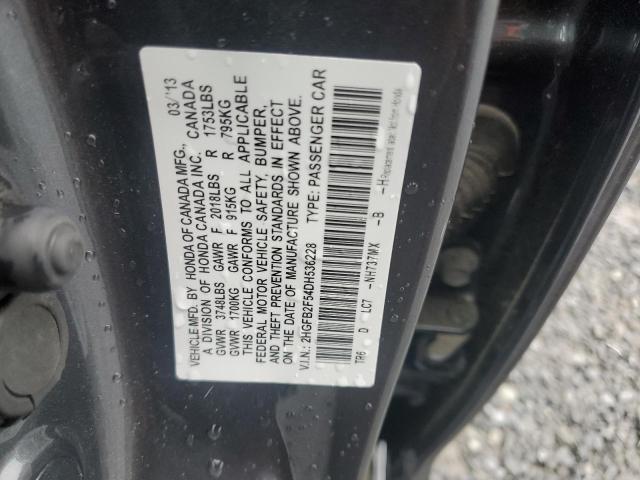 VEHICLE MFD. BY HONDA OF CANADA MFG., 03/'13
A DIVISION OF HONDA CANADA INC. CANADA
GVWR 3748LBS GAWR F 2018LBS R 1753LBS
GVWR 1700KG GAWR F 915KG R 795KG
THIS VEHICLE CONFORMS TO ALL APPLICABLE
FEDERAL MOTOR VEHICLE SAFETY, BUMPER,
AND THEFT PREVENTION STANDARDS IN EFFECT
ON THE DATE OF MANUFACTURE SHOWN ABOVE.
V.I.N.: 2HGFB2F54DH536228 TYPE: PASSENGER CAR
TR6 D LC7 -NH737MX -B -H